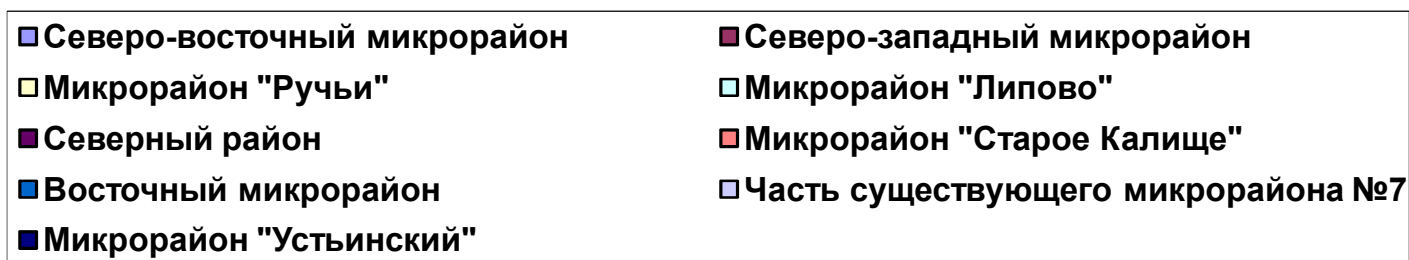 Северо-восточный микрорайон
Северо-западный микрорайон
Микрорайон "Ручьи"
Микрорайон "Липово"
Северный район
Микрорайон "Старое Калище"
Восточный микрорайон
Часть существующего микрорайона №7
Микрорайон "Устьинский"